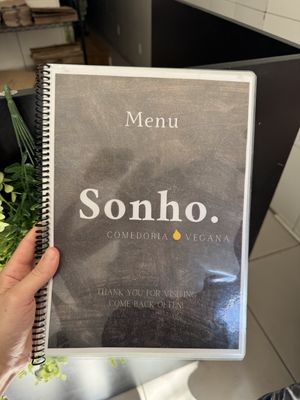 Menu
Sonho.
COMEDORIA VEGANA
THANK YOU FOR VISITING
COME BACK OFTEN!